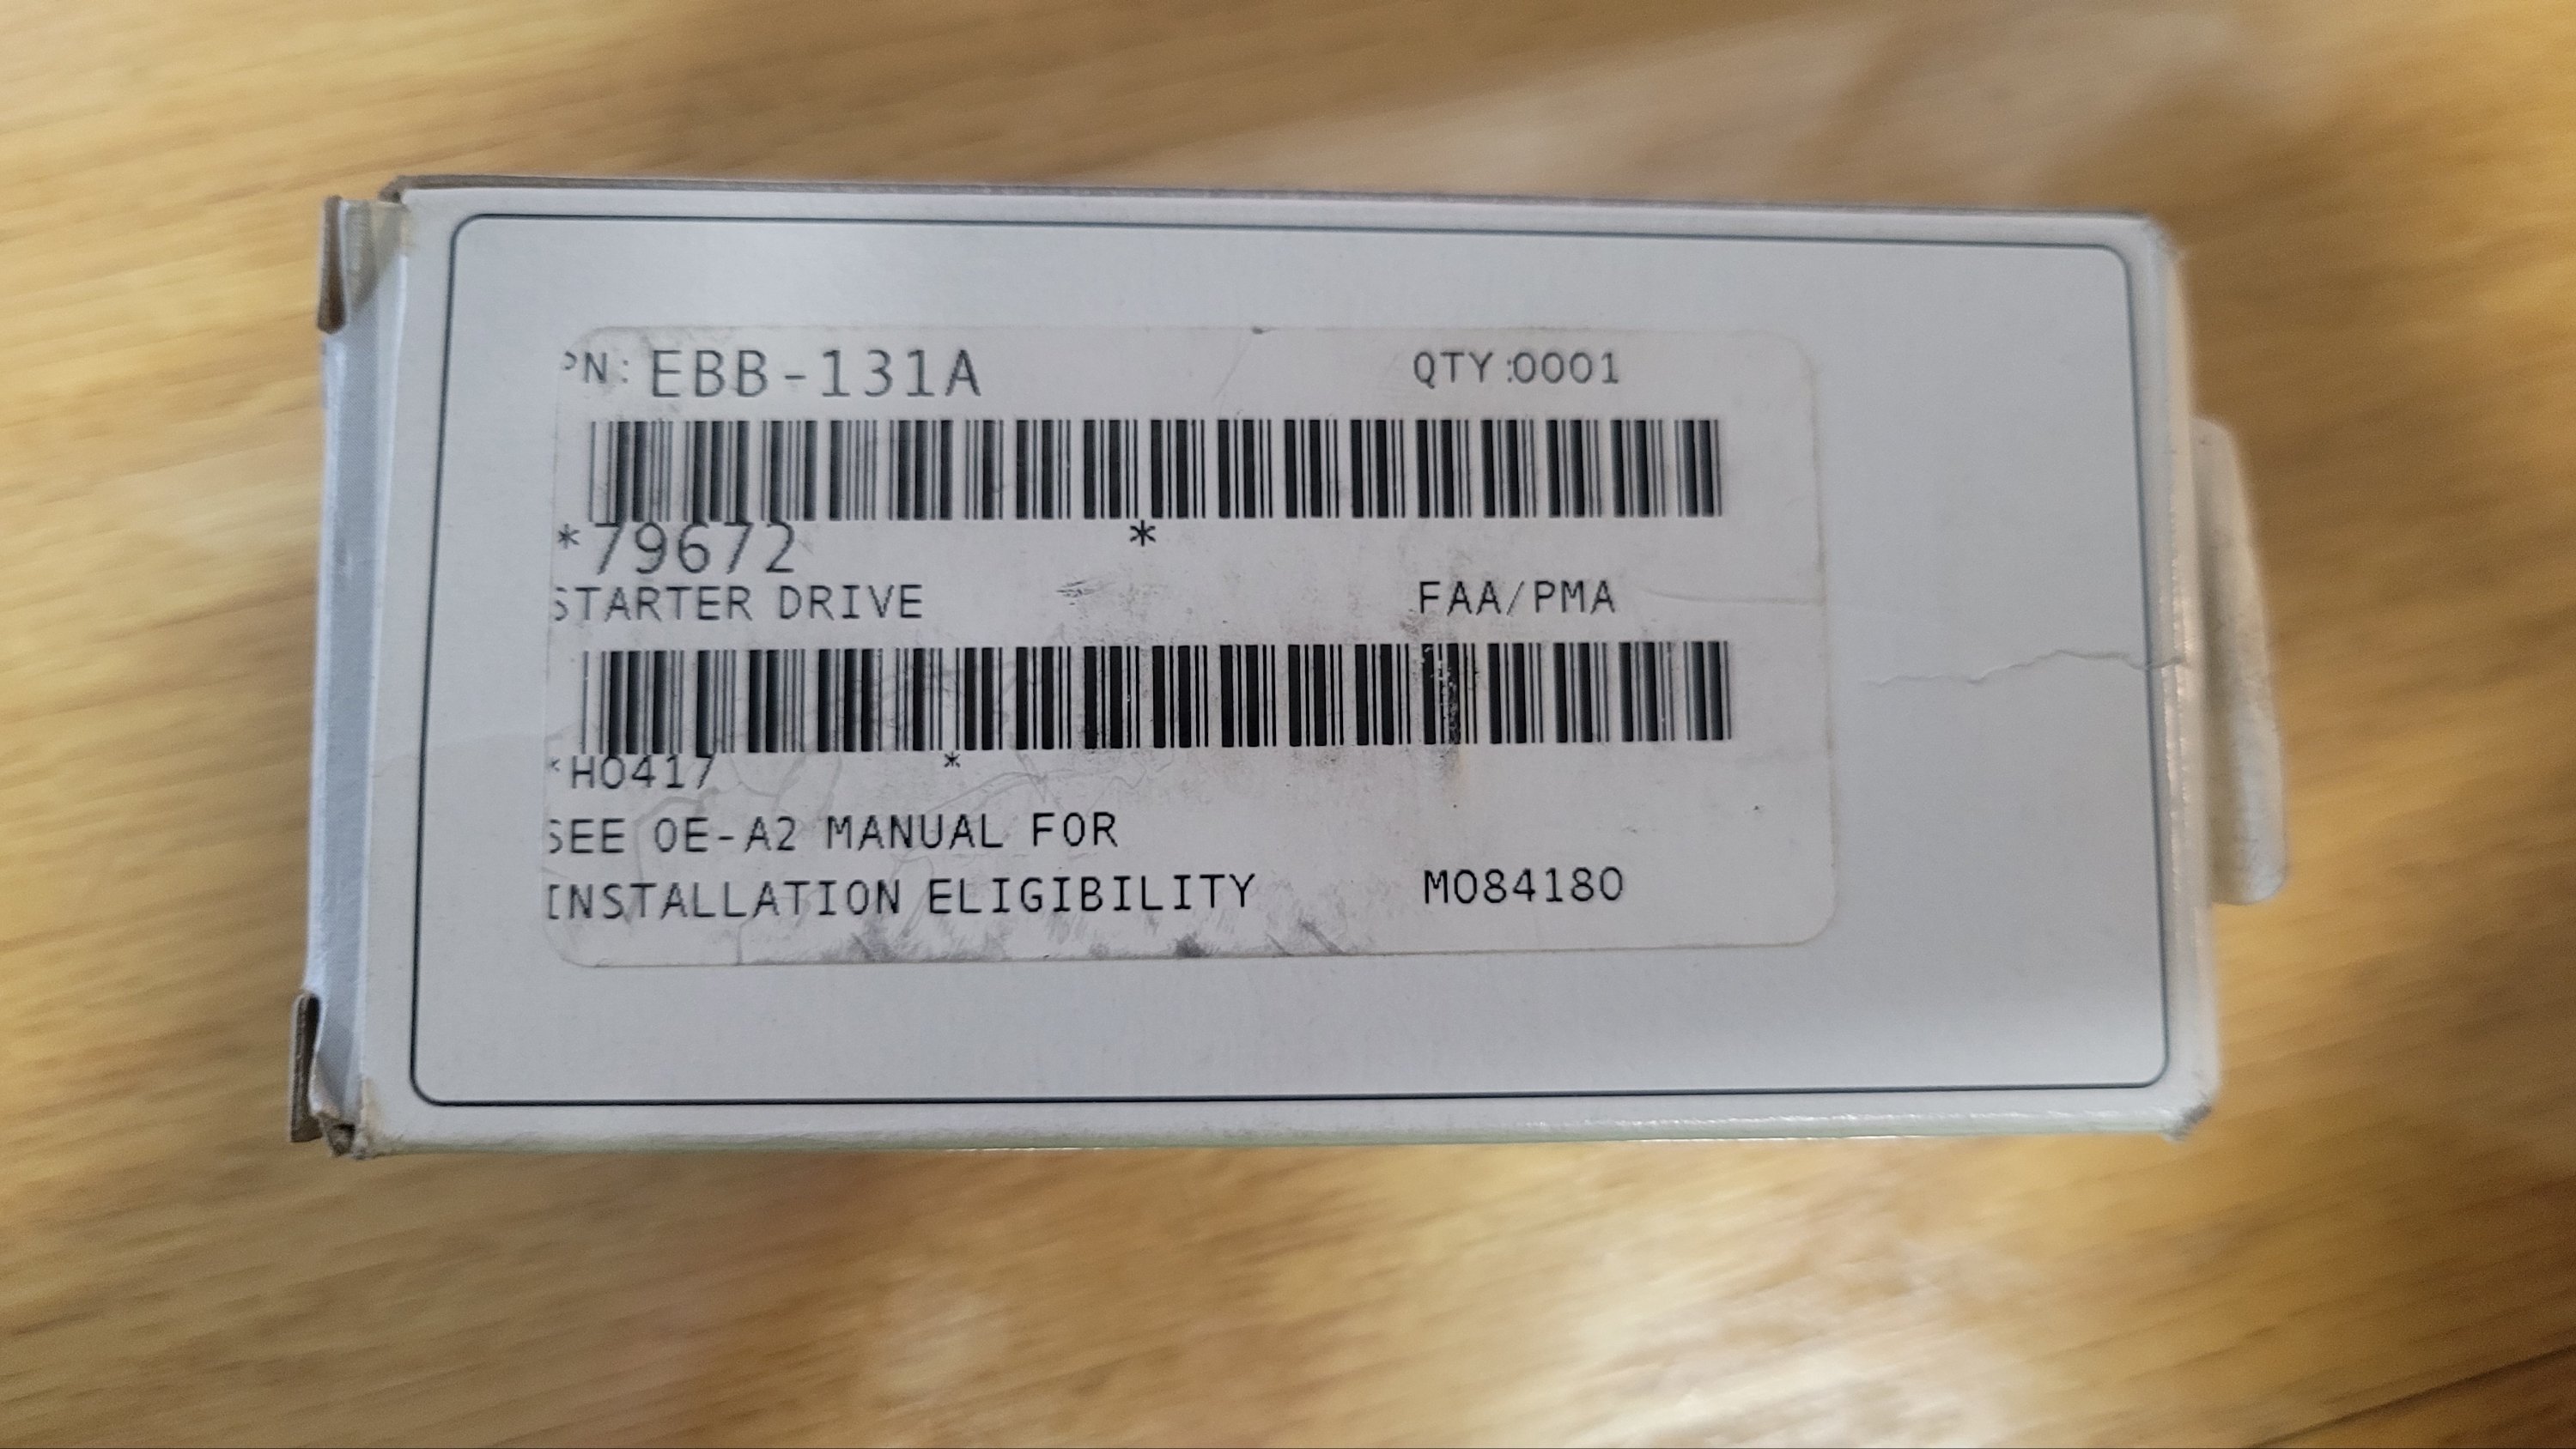 PN: EBB-131A QTY:0001
*79672 *
STARTER DRIVE FAA/PMA
*H0417 *
SEE OE-A2 MANUAL FOR
INSTALLATION ELIGIBILITY M084180